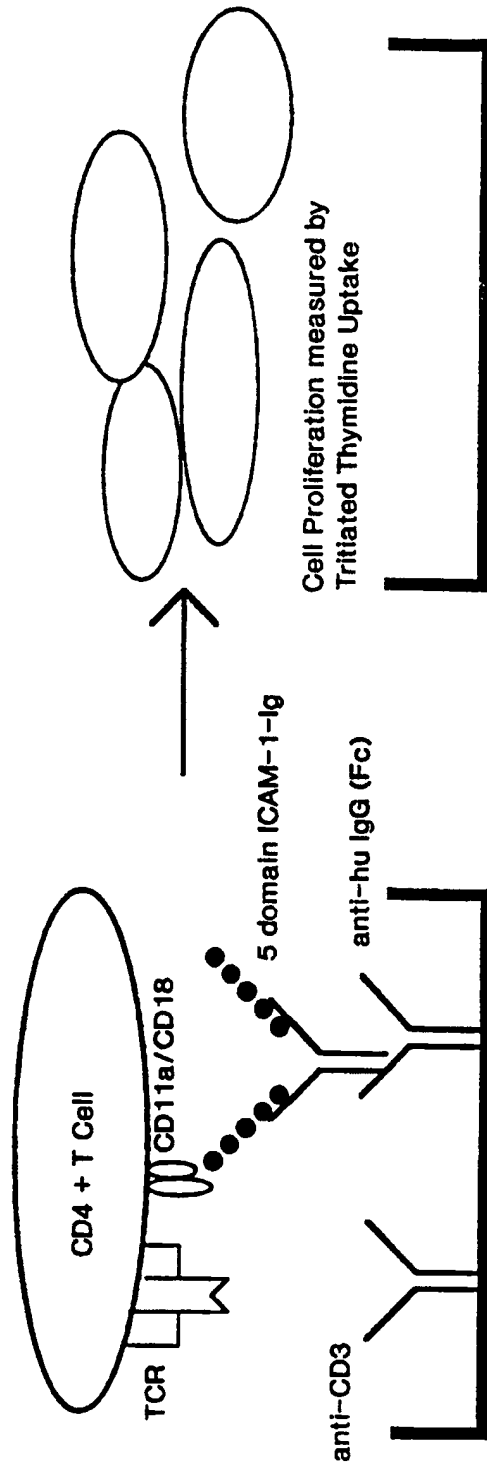 CD4 + T Cell
TCR
CD11a/CD18
5 domain ICAM-1-Ig
anti-CD3
anti-hu IgG (Fc)
Cell Proliferation measured by
Tritiated Thymidine Uptake